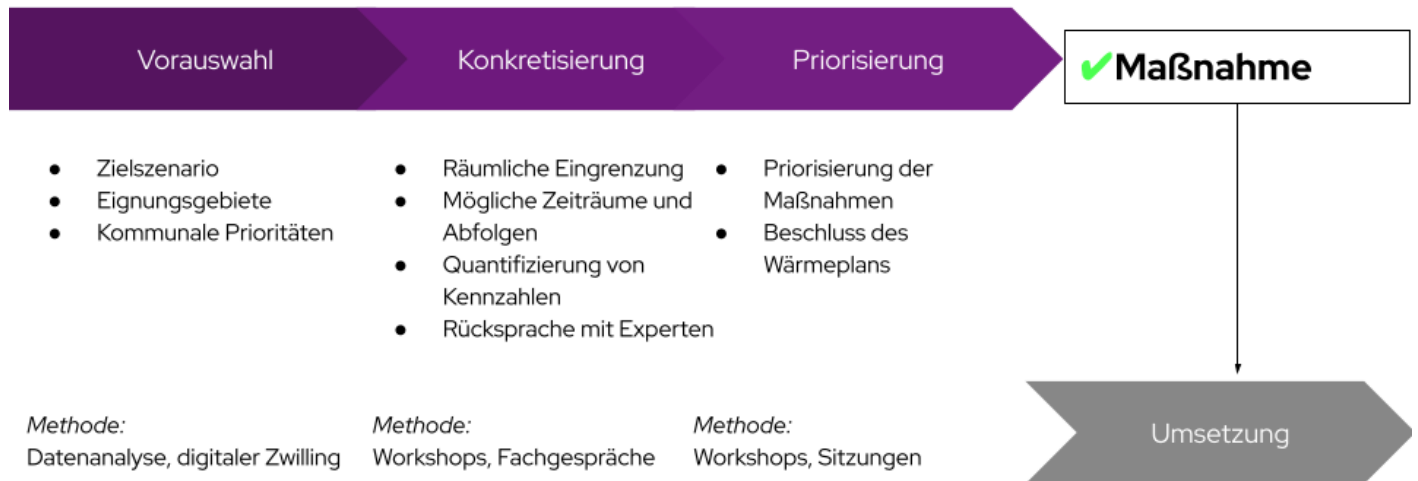 Vorauswahl
Konkretisierung
Priorisierung
✔Maßnahme
● Zielszenario
● Eignungsgebiete
● Kommunale Prioritäten
● Räumliche Eingrenzung
● Mögliche Zeiträume und
Abfolgen
● Quantifizierung von
Kennzahlen
● Rücksprache mit Experten
● Priorisierung der
Maßnahmen
● Beschluss des
Wärmeplans
Methode:
Datenanalyse, digitaler Zwilling
Methode:
Workshops, Fachgespräche
Methode:
Workshops, Sitzungen
Umsetzung